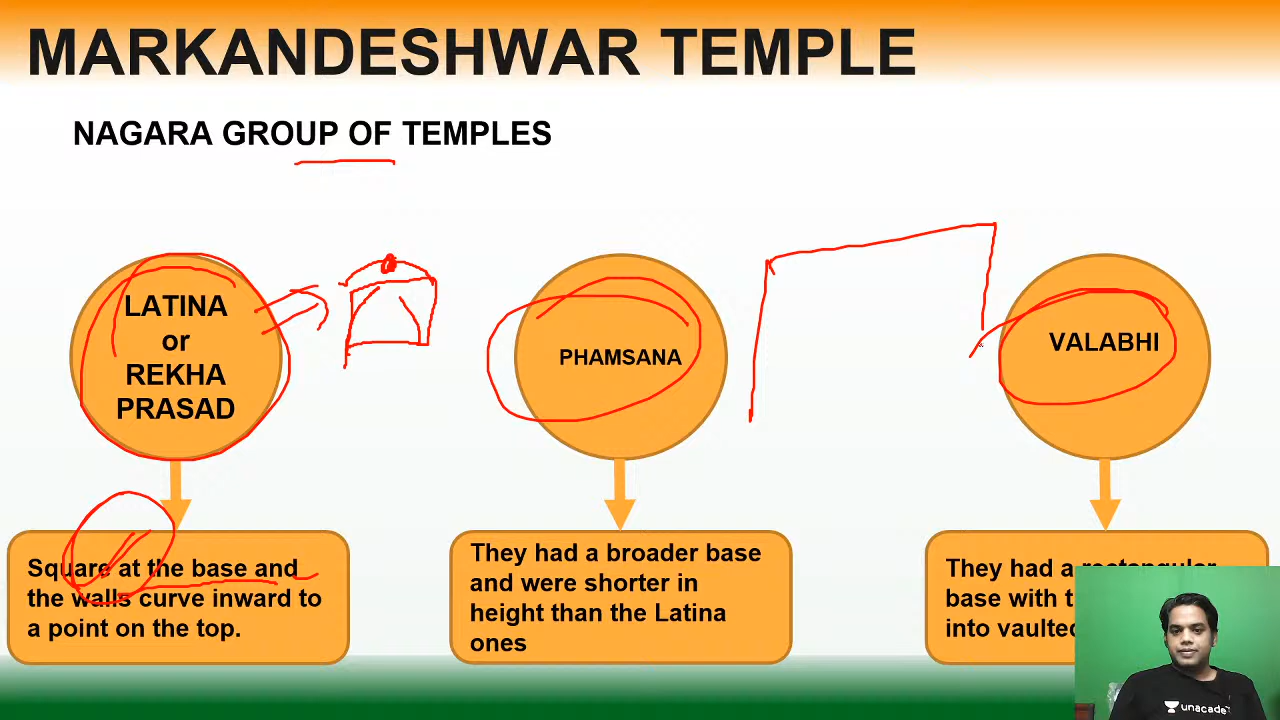 MARKANDESHWAR TEMPLE
NAGARA GROUP OF TEMPLES
LATINA
or
REKHA
PRASAD
PHAMSANA
VALABHI
Square at the base and
the walls curve inward to
a point on the top.
They had a broader base
and were shorter in
height than the Latina
ones
They had a rectangular
base with
into vaulted
unacade